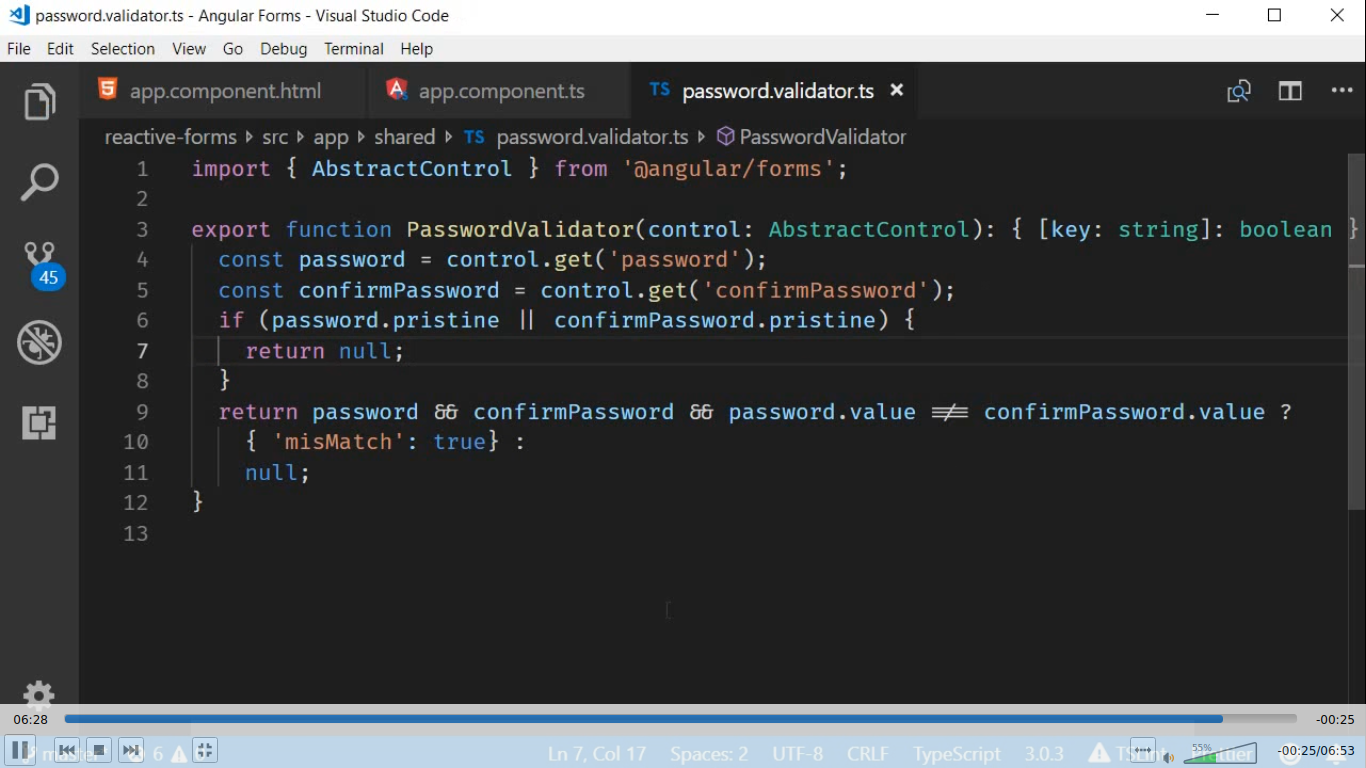 password.validator.ts - Angular Forms - Visual Studio Code
File Edit Selection View Go Debug Terminal Help
app.component.html app.component.ts TS password.validator.ts
reactive-forms src app shared TS password.validator.ts PasswordValidator
1 import { AbstractControl } from '@angular/forms';
2
3 export function PasswordValidator(control: AbstractControl): { [key: string]: boolean }
4 const password = control.get('password');
5 const confirmPassword = control.get('confirmPassword');
6 if (password.pristine || confirmPassword.pristine) {
7 return null;
8 }
9 return password && confirmPassword && password.value !== confirmPassword.value ?
10 { 'misMatch': true} :
11 null;
12 }
13
45
06:28 -00:25
6 Ln 7, Col 17 Spaces: 2 UTF-8 CRLF TypeScript 3.0.3 55% -00:25/06:53